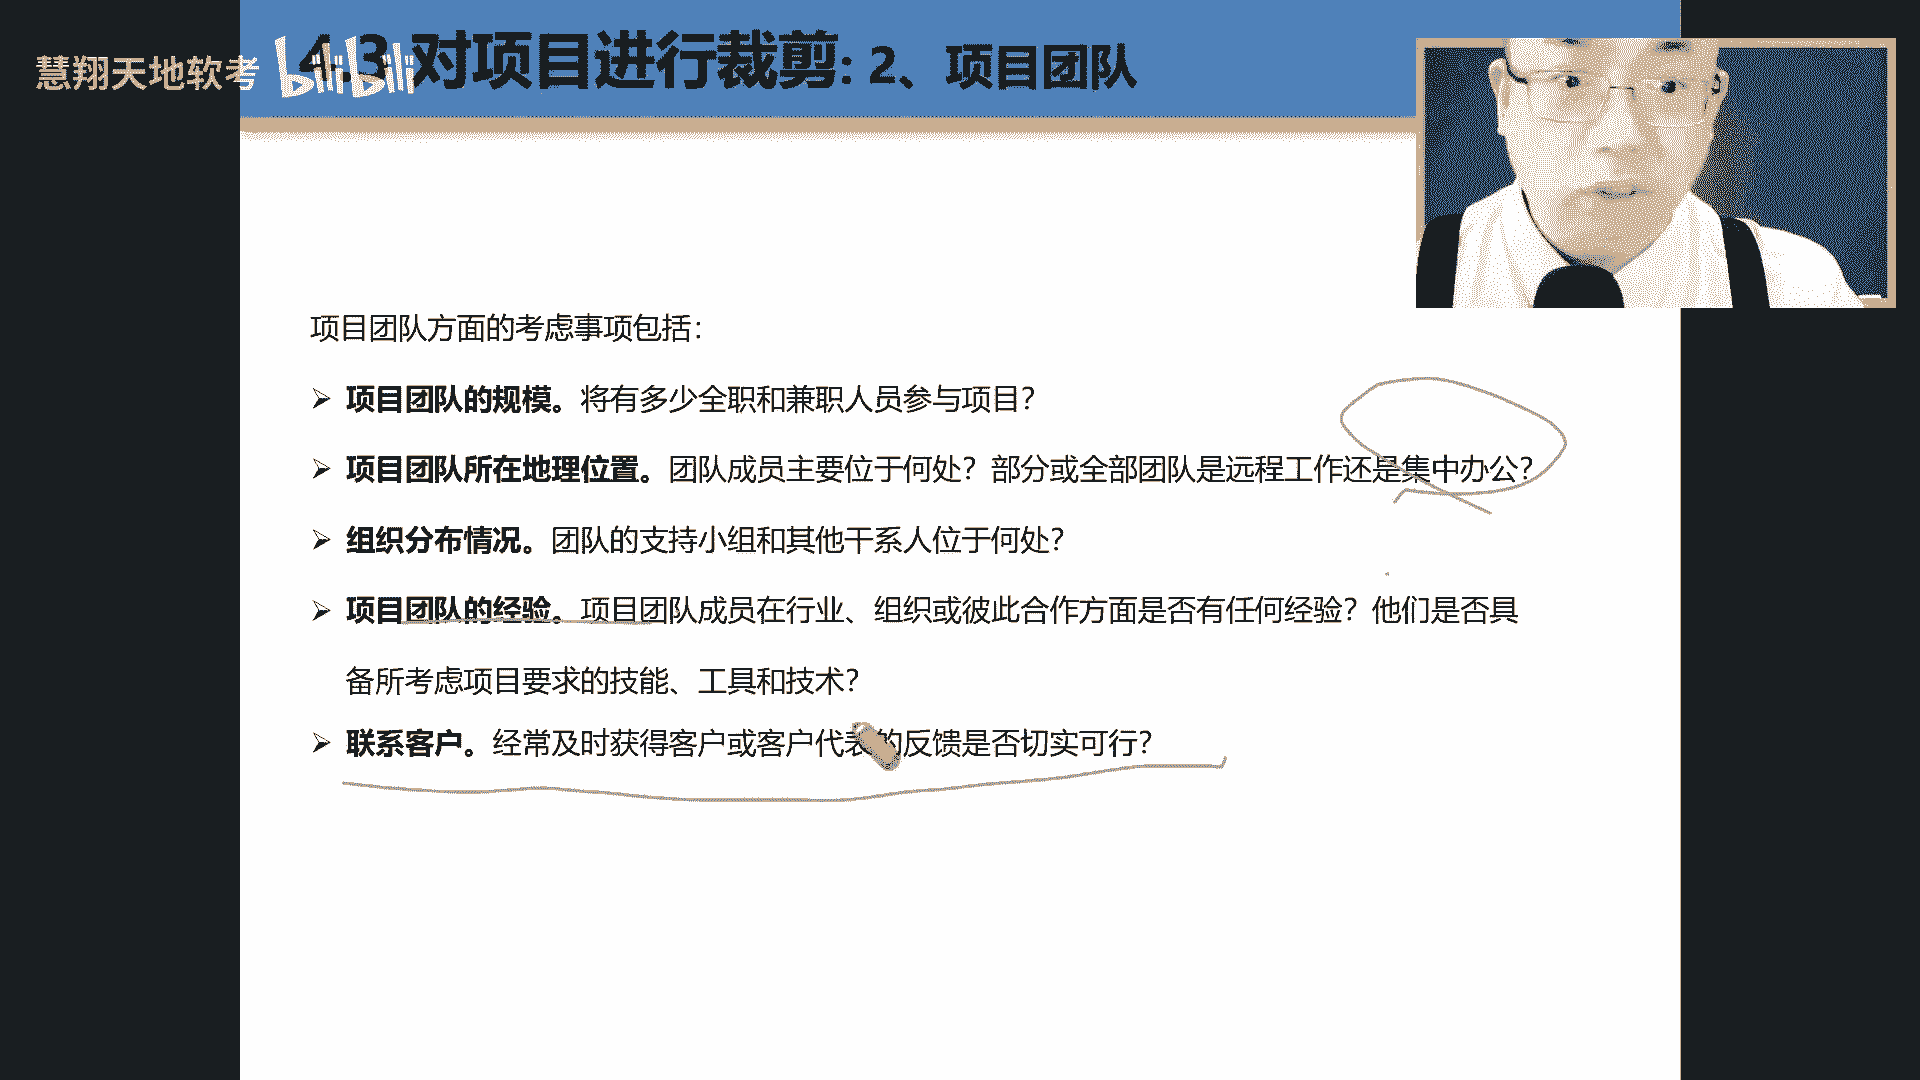 慧翔天地软考
bilibili
4.3 对项目进行裁剪: 2、项目团队
项目团队方面的考虑事项包括：
➢ 项目团队的规模。将有多少全职和兼职人员参与项目？
➢ 项目团队所在地理位置。团队成员主要位于何处？部分或全部团队是远程工作还是集中办公？
➢ 组织分布情况。团队的支持小组和其他干系人位于何处？
➢ 项目团队的经验。项目团队成员在行业、组织或彼此合作方面是否有任何经验？他们是否具
备所考虑项目要求的技能、工具和技术？
➢ 联系客户。经常及时获得客户或客户代表的反馈是否切实可行？